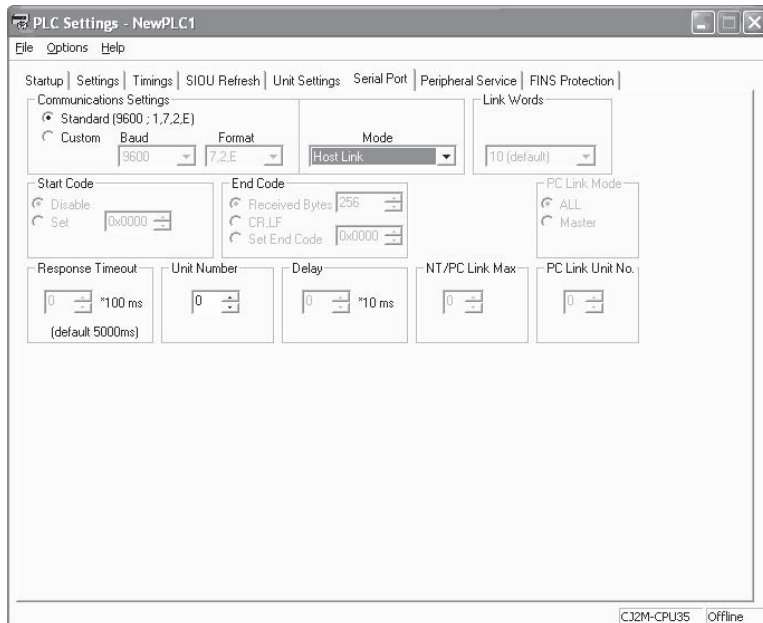 PLC Settings - NewPLC1
File Options Help
Startup Settings Timings SIOU Refresh Unit Settings Serial Port Peripheral Service FINS Protection
Communications Settings
Link Words
Standard (9600 ; 1,7,2,E)
Custom Baud Format Mode
9600 7,2,E Host Link 10 (default)
Start Code
End Code
PC Link Mode
Disable
Received Bytes 256
ALL
Set 0x0000
CR,LF
Master
Set End Code 0x0000
Response Timeout
Unit Number
Delay
NT/PC Link Max
PC Link Unit No.
0 *100 ms
0
0 *10 ms
0
0
(default 5000ms)
CJ2M-CPU35 Offline